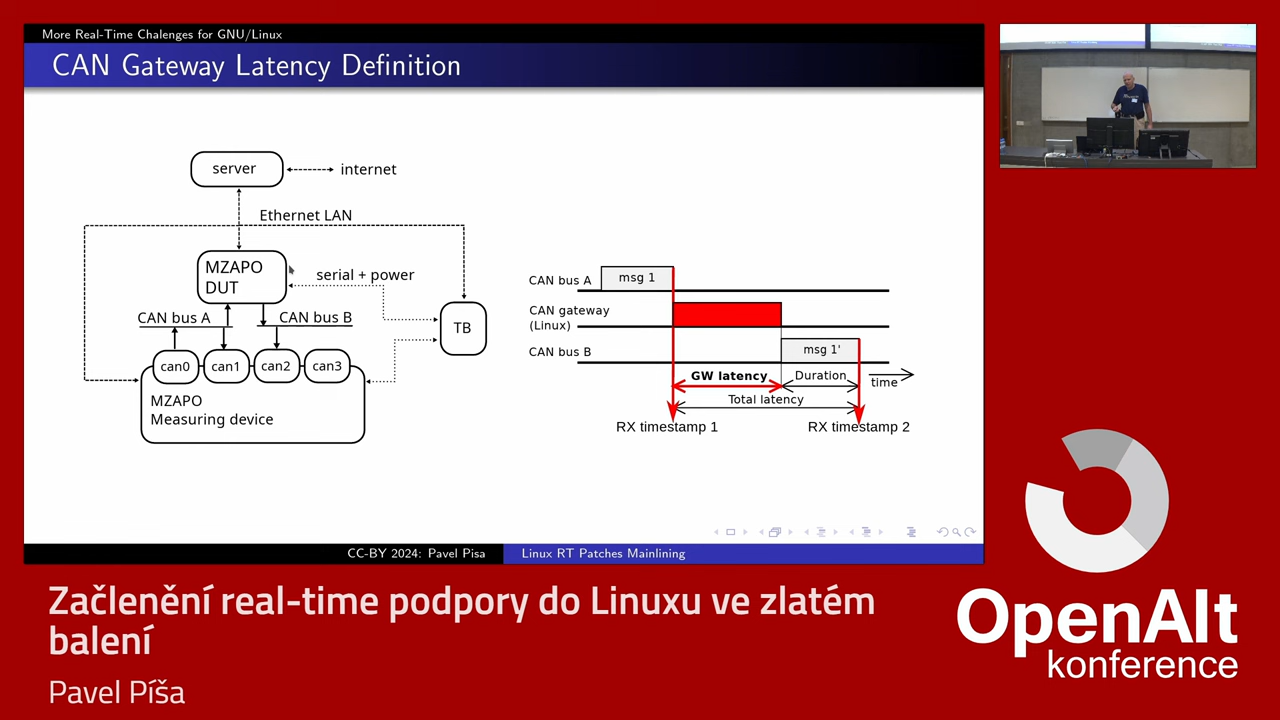 More Real-Time Chalenges for GNU/Linux
CAN Gateway Latency Definition
server
internet
Ethernet LAN
MZAPO
DUT
serial + power
CAN bus A
CAN bus B
TB
can0
can1
can2
can3
MZAPO
Measuring device
CAN bus A
msg 1
CAN gateway
(Linux)
CAN bus B
msg 1'
GW latency
Duration
time
Total latency
RX timestamp 1
RX timestamp 2
CC-BY 2024: Pavel Pisa
Linux RT Patches Mainlining
Začlenění real-time podpory do Linuxu ve zlatém
balení
Pavel Píša
OpenAlt
konference